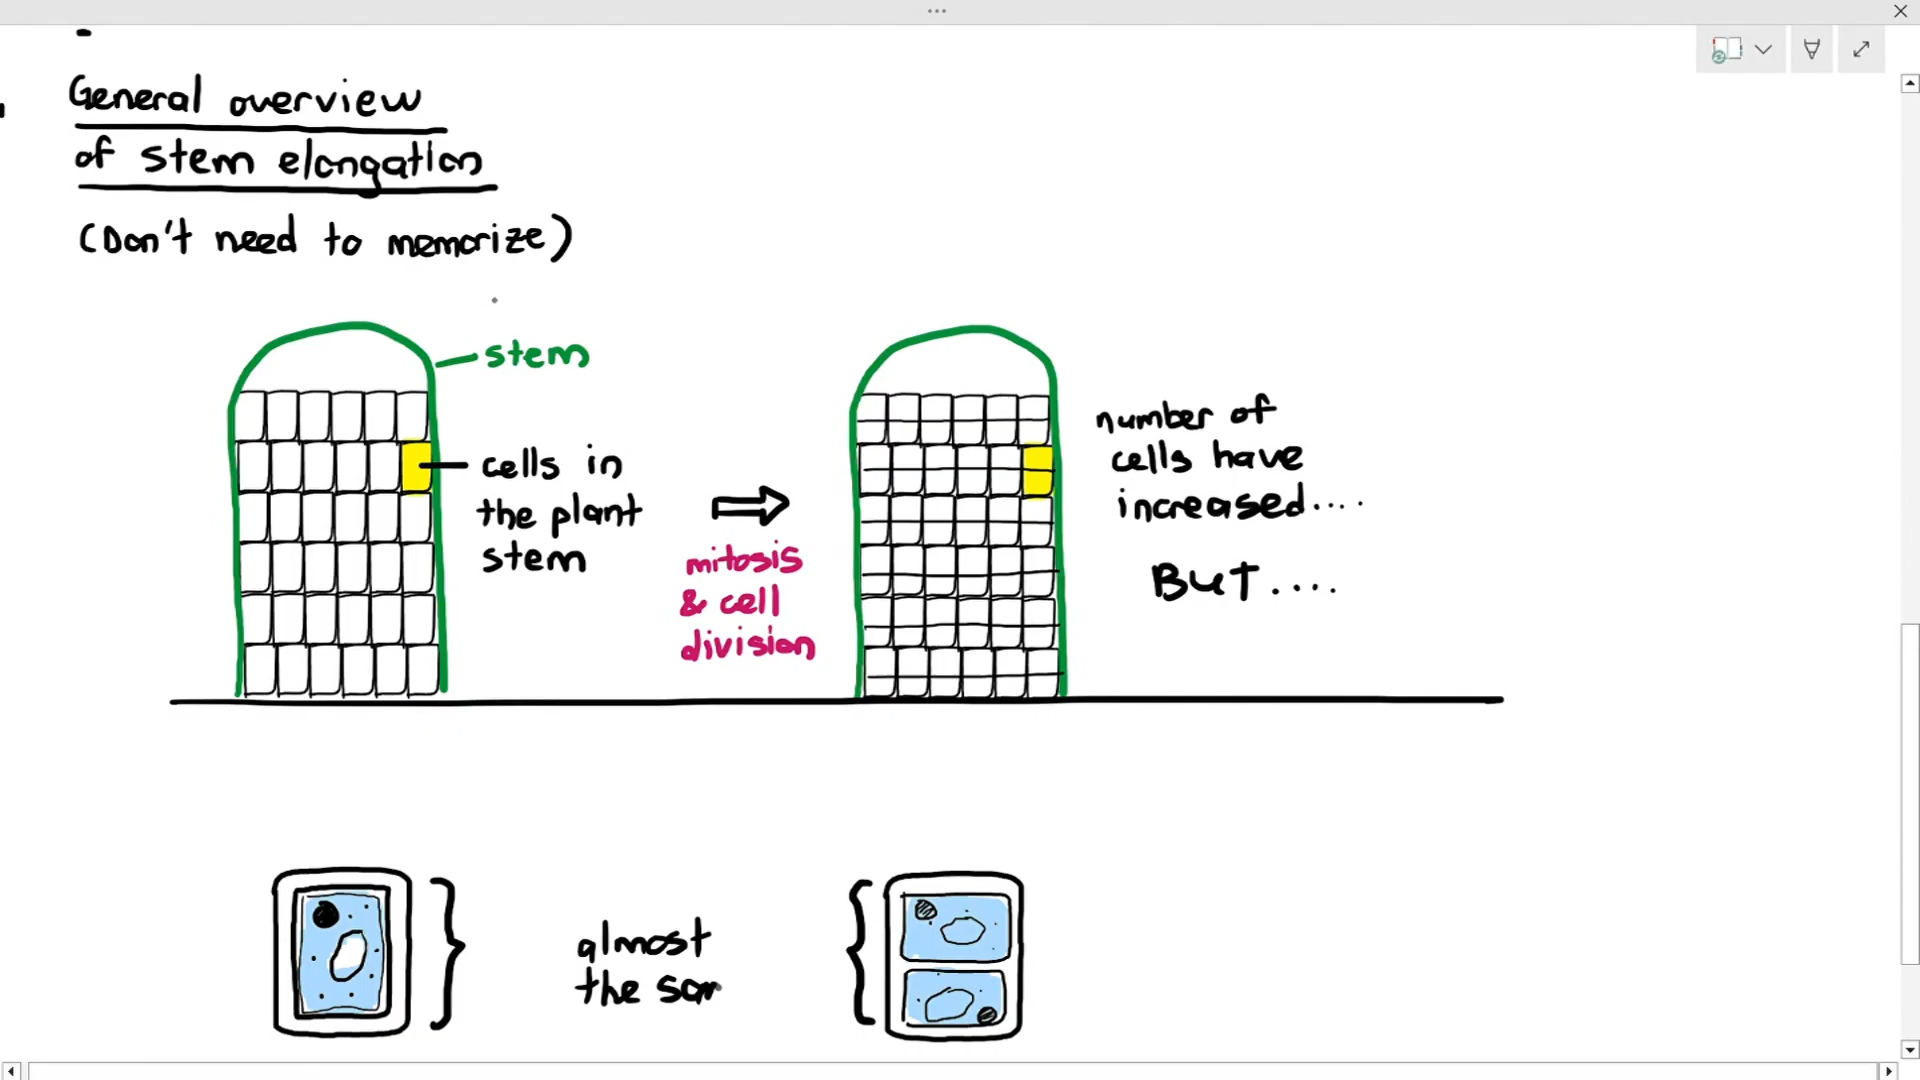 General overview
of stem elongation
(Don't need to memorize)
stem
cells in
the plant
stem
mitosis
& cell
division
number of
cells have
increased....
But....
almost
the sam